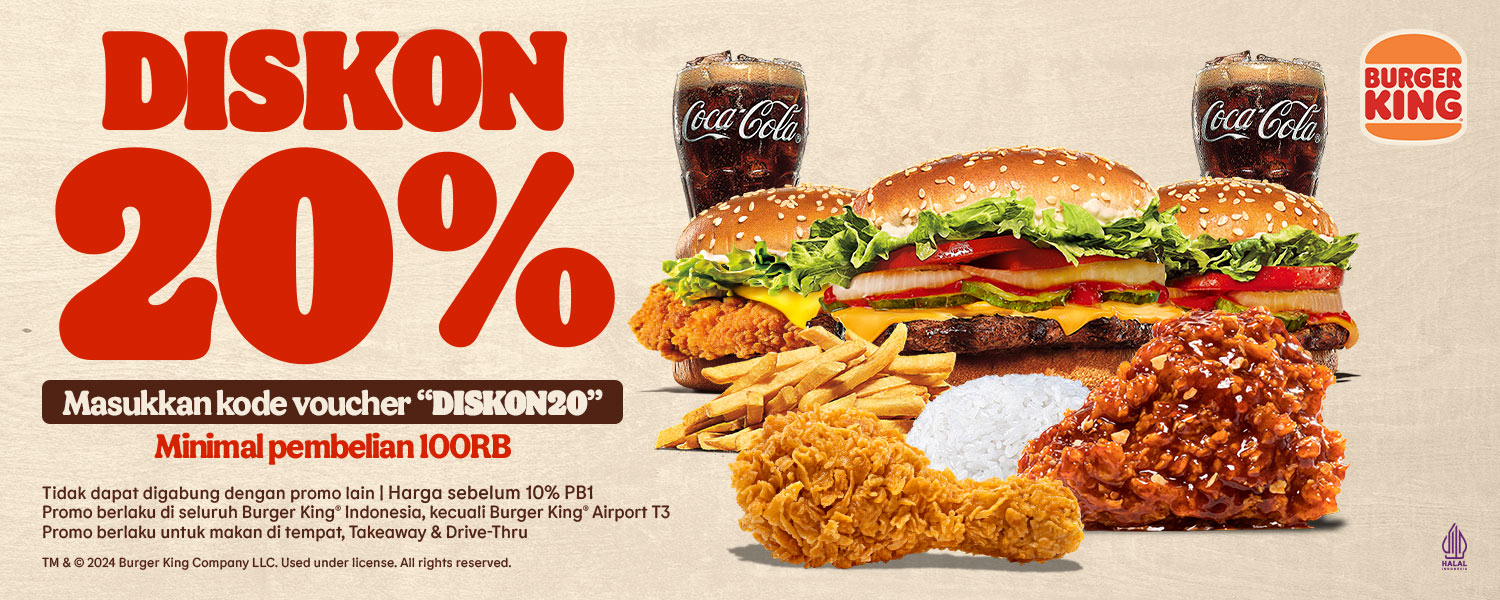 DISKON
20%
Masukkan kode voucher “DISKON20”
Minimal pembelian 100RB
Tidak dapat digabung dengan promo lain | Harga sebelum 10% PB1
Promo berlaku di seluruh Burger King® Indonesia, kecuali Burger King® Airport T3
Promo berlaku untuk makan di tempat, Takeaway & Drive-Thru
TM & © 2024 Burger King Company LLC. Used under license. All rights reserved.
Coca-Cola®
Coca-Cola®
BURGER
KING®
HALAL
INDONESIA